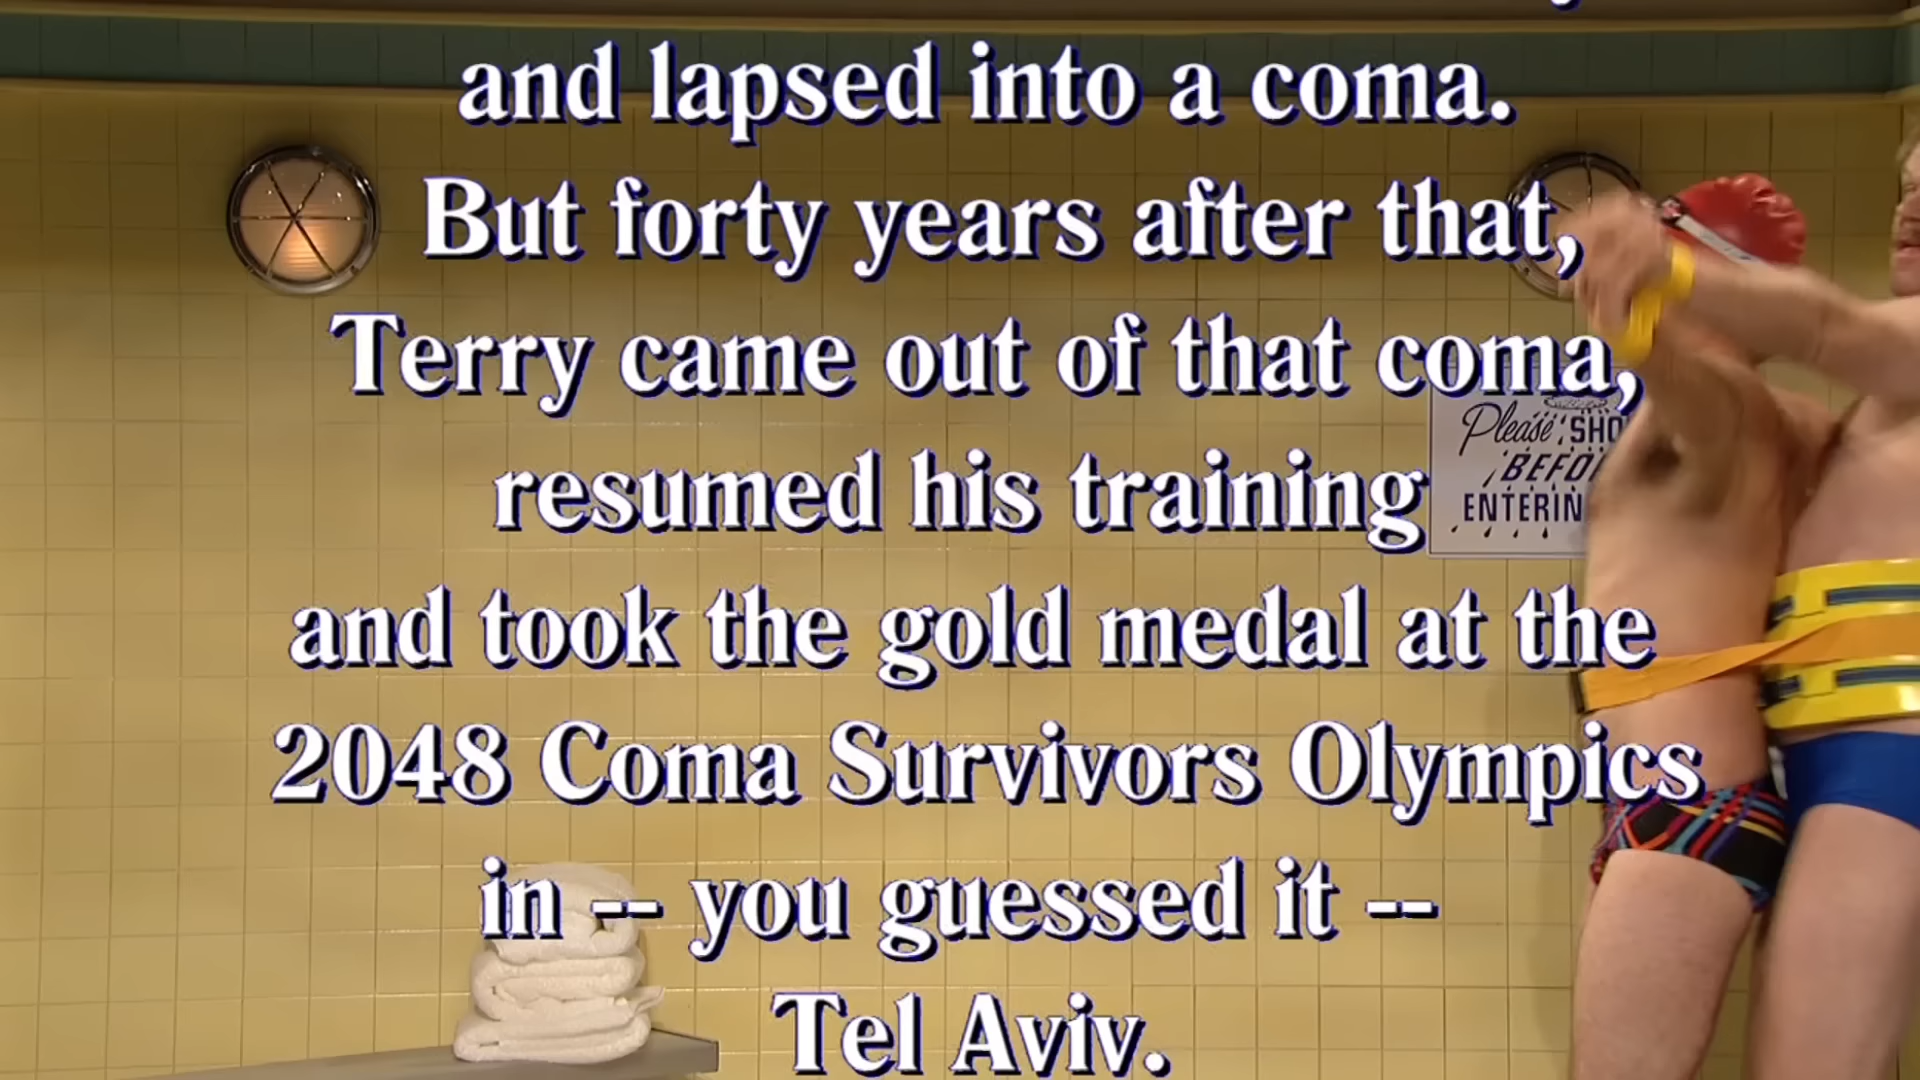 and lapsed into a coma.
But forty years after that,
Terry came out of that coma,
resumed his training
and took the gold medal at the
2048 Coma Survivors Olympics
in -- you guessed it --
Tel Aviv.
Please